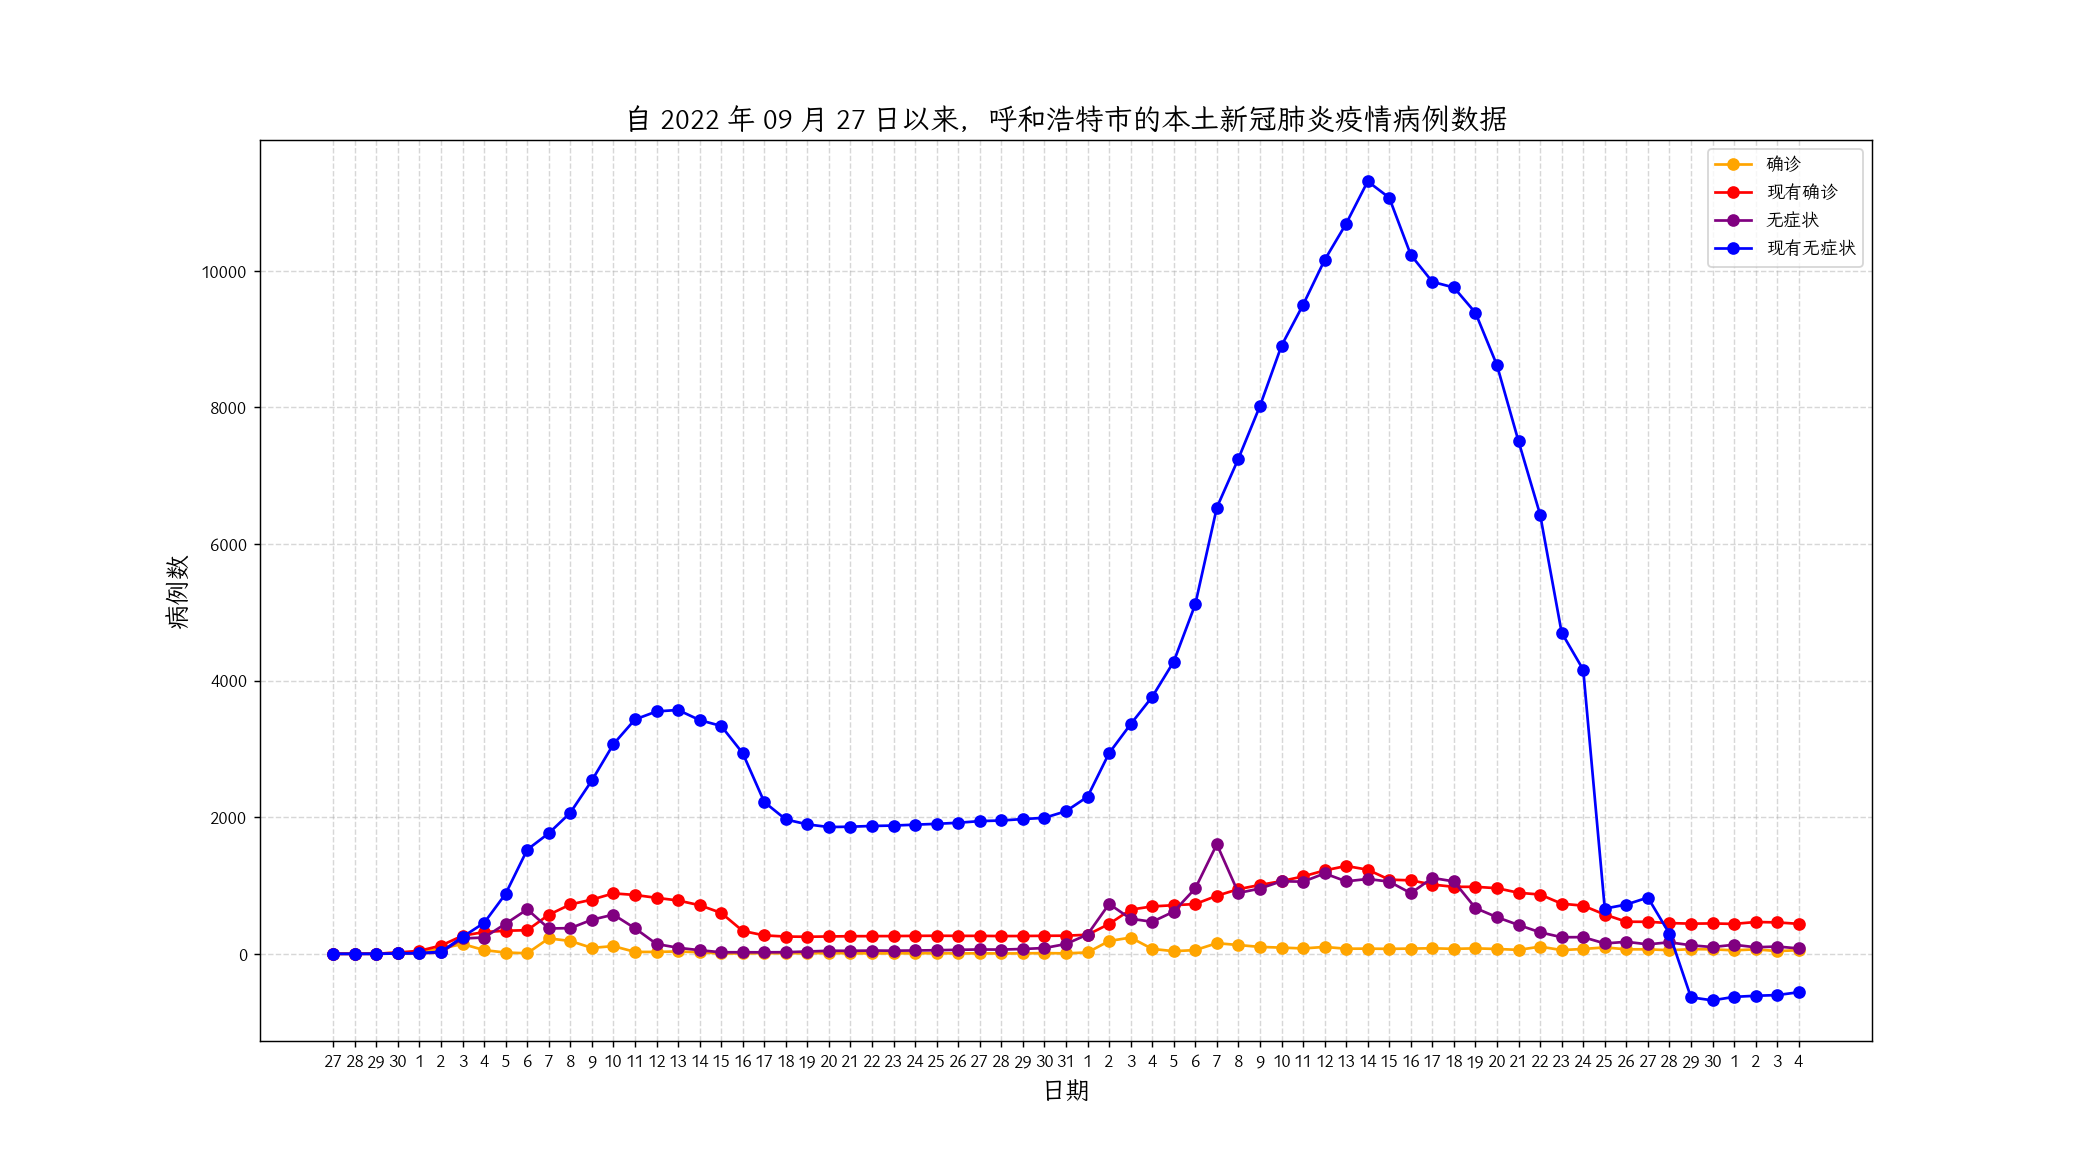 自 2022 年 09 月 27 日以来，呼和浩特市的本土新冠肺炎疫情病例数据
确诊
现有确诊
无症状
现有无症状
10000
8000
6000
4000
2000
0
病例数
27 28 29 30 1 2 3 4 5 6 7 8 9 10 11 12 13 14 15 16 17 18 19 20 21 22 23 24 25 26 27 28 29 30 31 1 2 3 4 5 6 7 8 9 10 11 12 13 14 15 16 17 18 19 20 21 22 23 24 25 26 27 28 29 30 1 2 3 4
日期